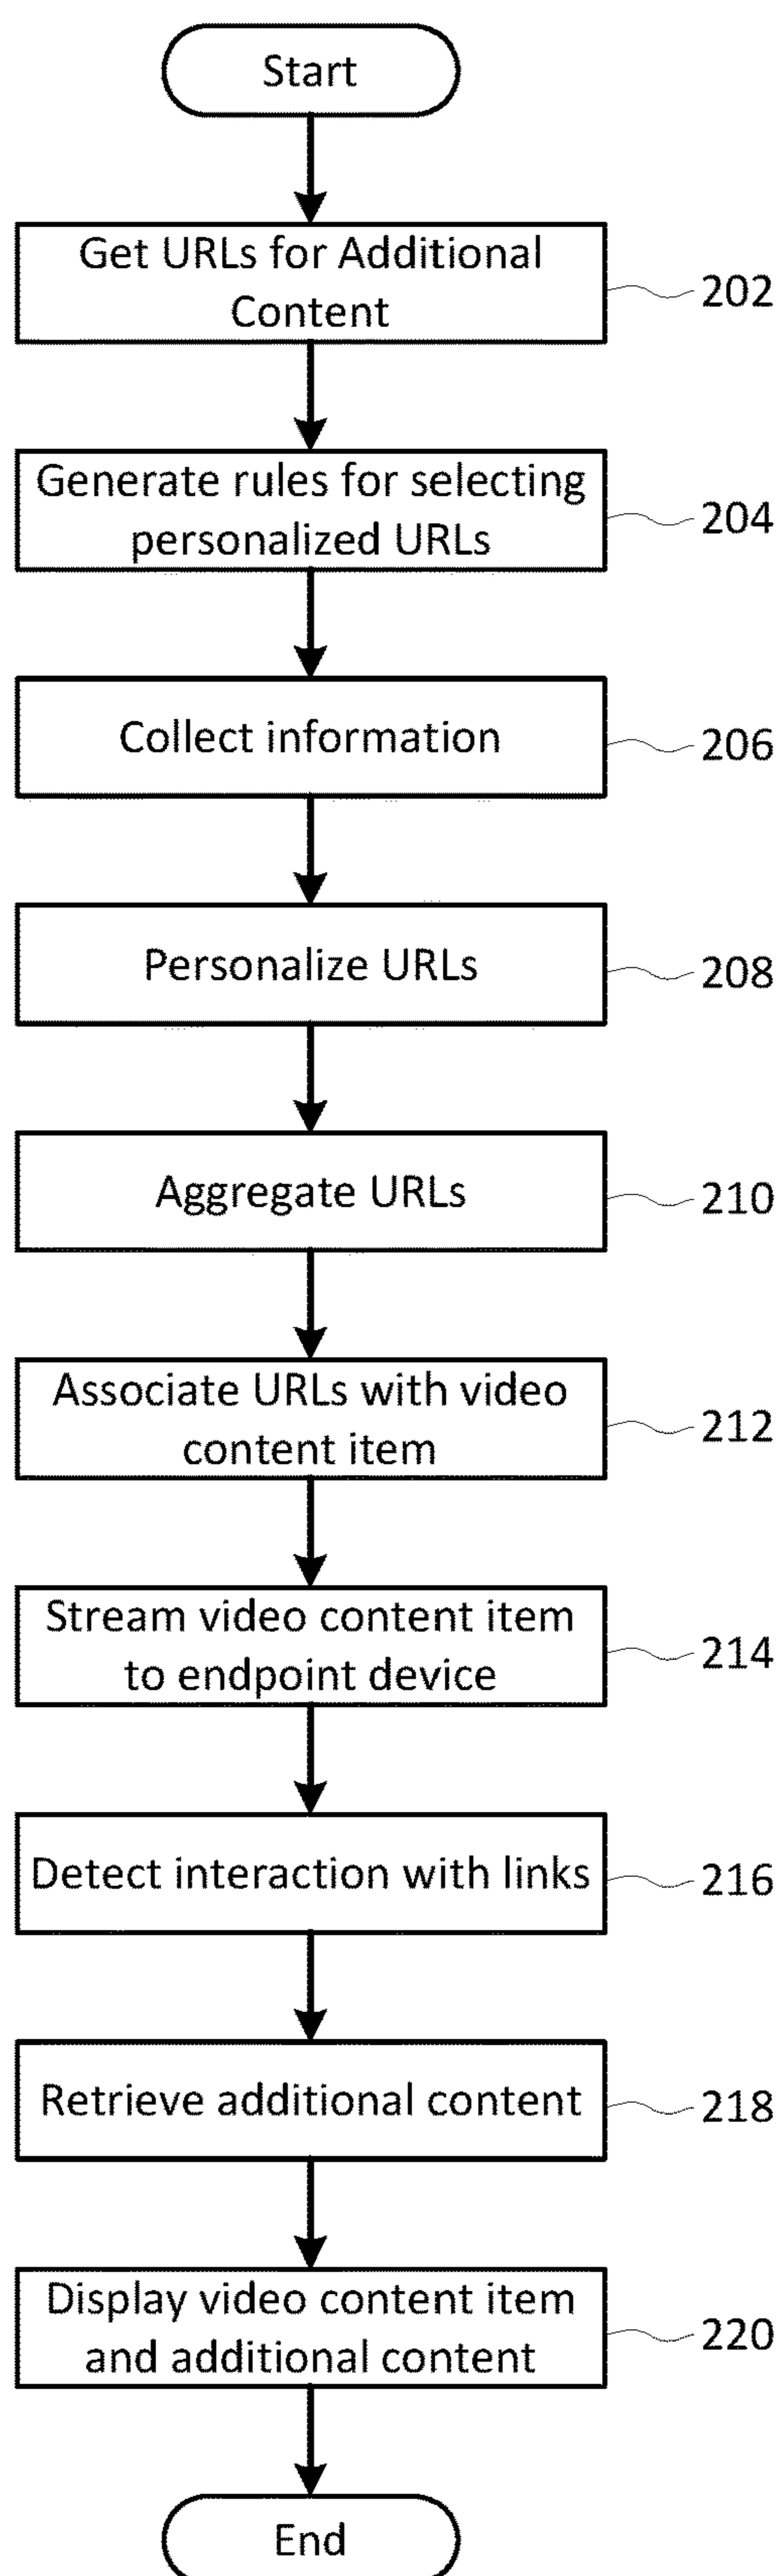 Start
Get URLs for Additional
Content
202
Generate rules for selecting
personalized URLs
204
Collect information
206
Personalize URLs
208
Aggregate URLs
210
Associate URLs with video
content item
212
Stream video content item
to endpoint device
214
Detect interaction with links
216
Retrieve additional content
218
Display video content item
and additional content
220
End